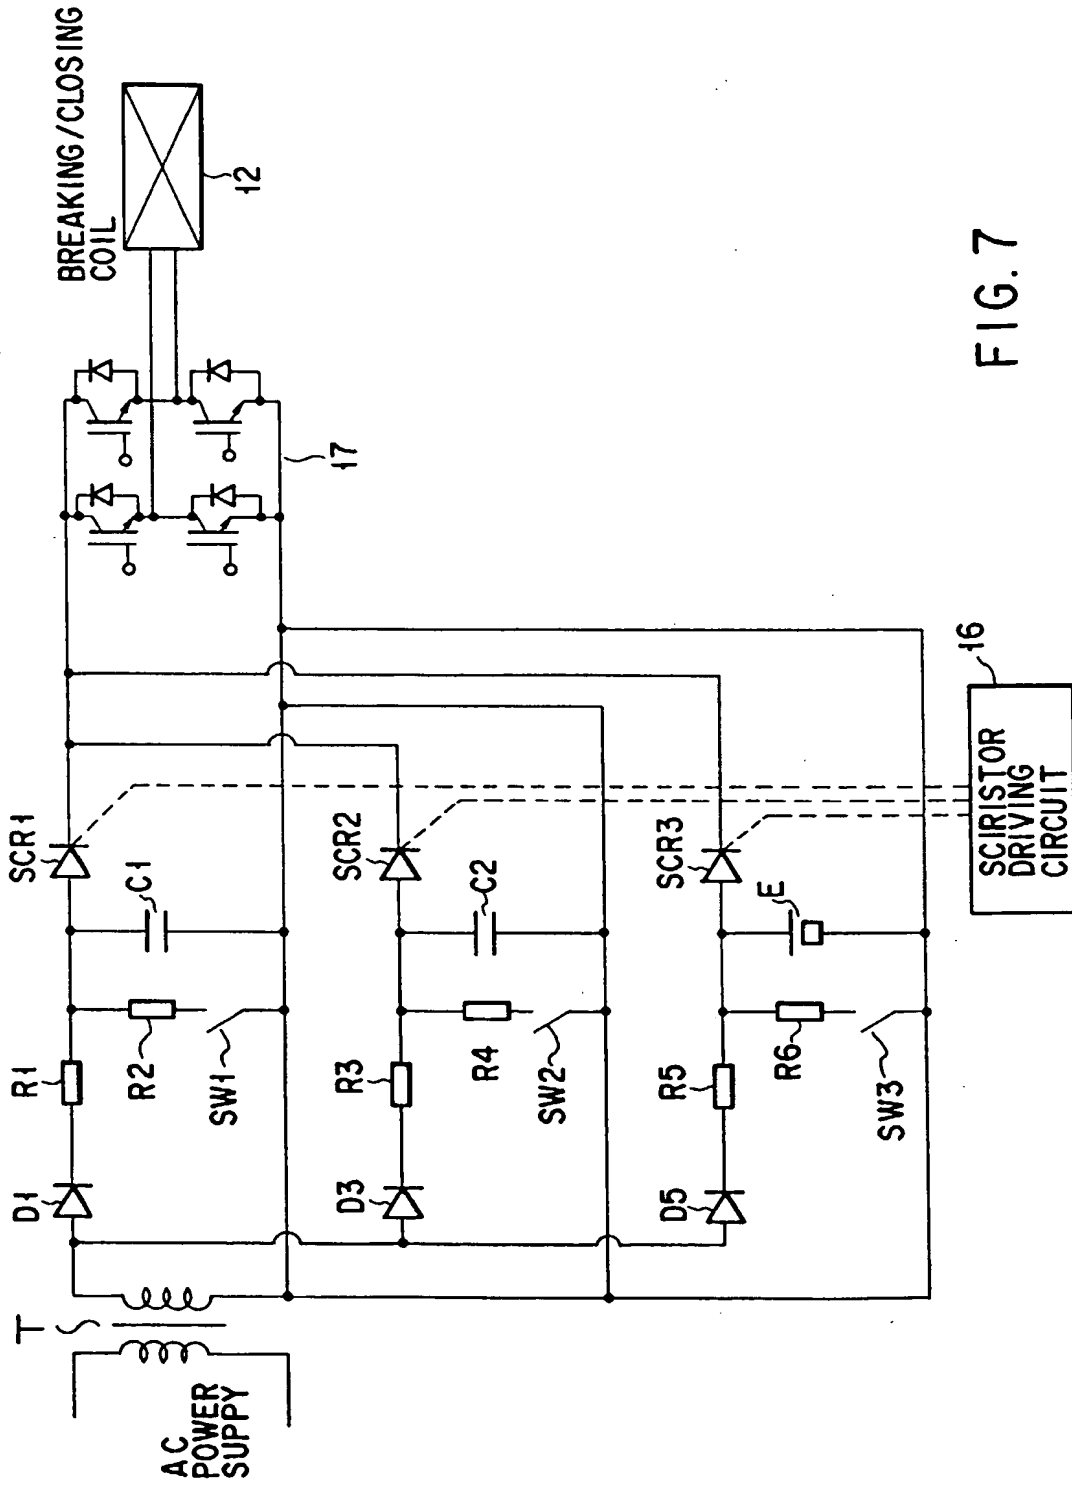 AC
POWER
SUPPY
T
D1
R1
R2
SW1
C1
SCR1
D3
R3
R4
SW2
C2
SCR2
D5
R5
R6
SW3
E
SCR3
SCIRISTOR
DRIVING
CIRCUIT
16
17
BREAKING/CLOSING
COIL
12
FIG. 7